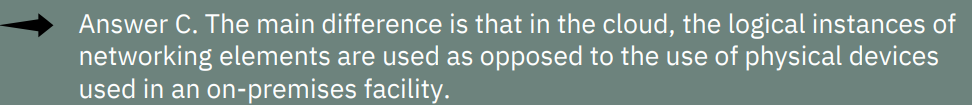 Answer C. The main difference is that in the cloud, the logical instances of
networking elements are used as opposed to the use of physical devices
used in an on-premises facility.